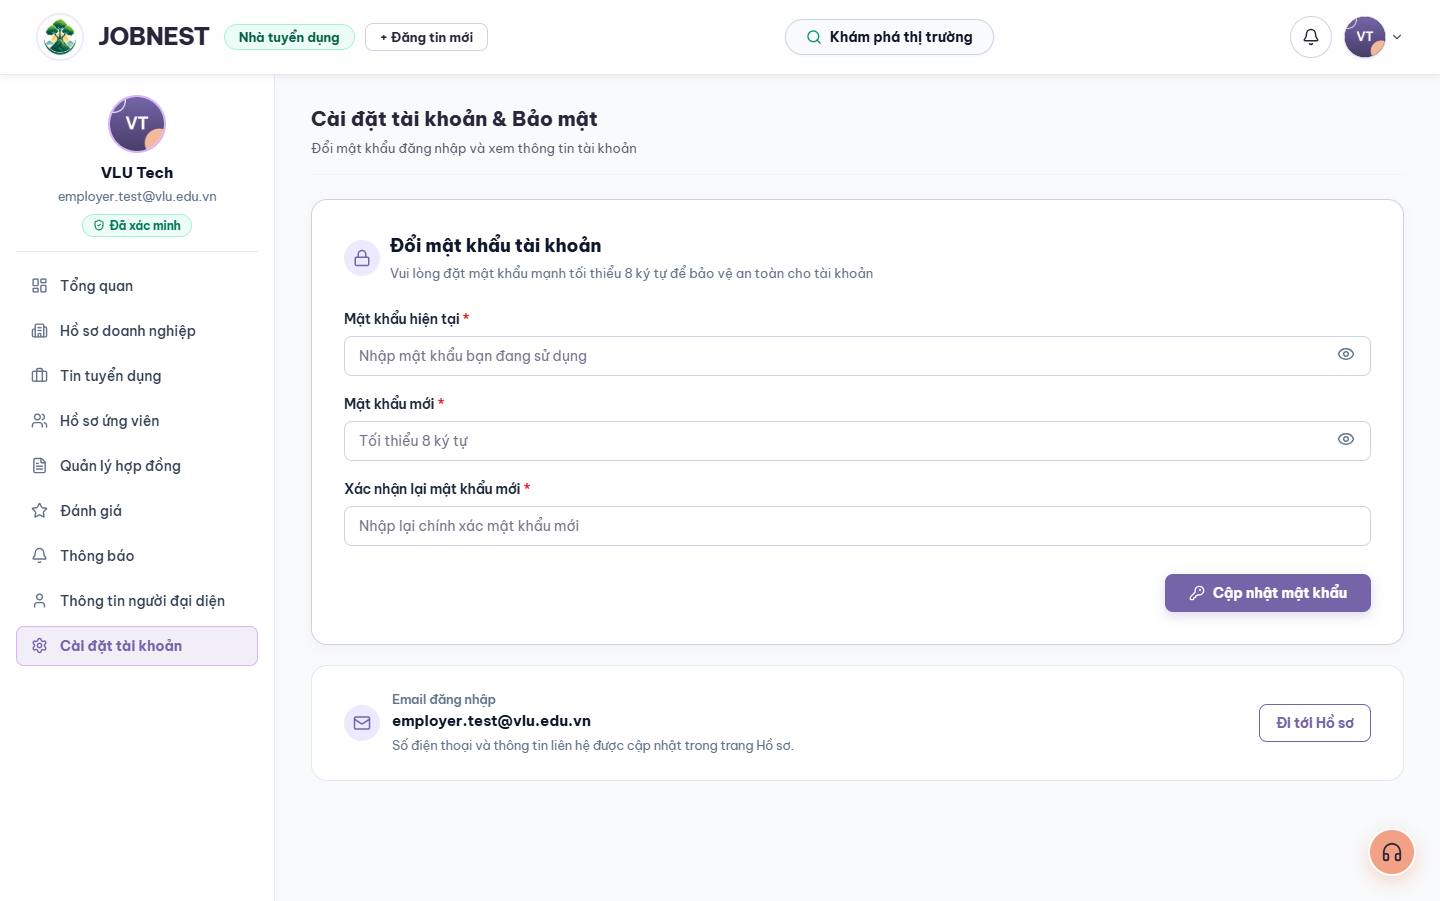 JOBNEST
Nhà tuyển dụng
+ Đăng tin mới
Khám phá thị trường
VT
VT
VLU Tech
employer.test@vlu.edu.vn
Đã xác minh
Tổng quan
Hồ sơ doanh nghiệp
Tin tuyển dụng
Hồ sơ ứng viên
Quản lý hợp đồng
Đánh giá
Thông báo
Thông tin người đại diện
Cài đặt tài khoản
Cài đặt tài khoản & Bảo mật
Đổi mật khẩu đăng nhập và xem thông tin tài khoản
Đổi mật khẩu tài khoản
Vui lòng đặt mật khẩu mạnh tối thiểu 8 ký tự để bảo vệ an toàn cho tài khoản
Mật khẩu hiện tại *
Nhập mật khẩu bạn đang sử dụng
Mật khẩu mới *
Tối thiểu 8 ký tự
Xác nhận lại mật khẩu mới *
Nhập lại chính xác mật khẩu mới
Cập nhật mật khẩu
Email đăng nhập
employer.test@vlu.edu.vn
Số điện thoại và thông tin liên hệ được cập nhật trong trang Hồ sơ.
Đi tới Hồ sơ